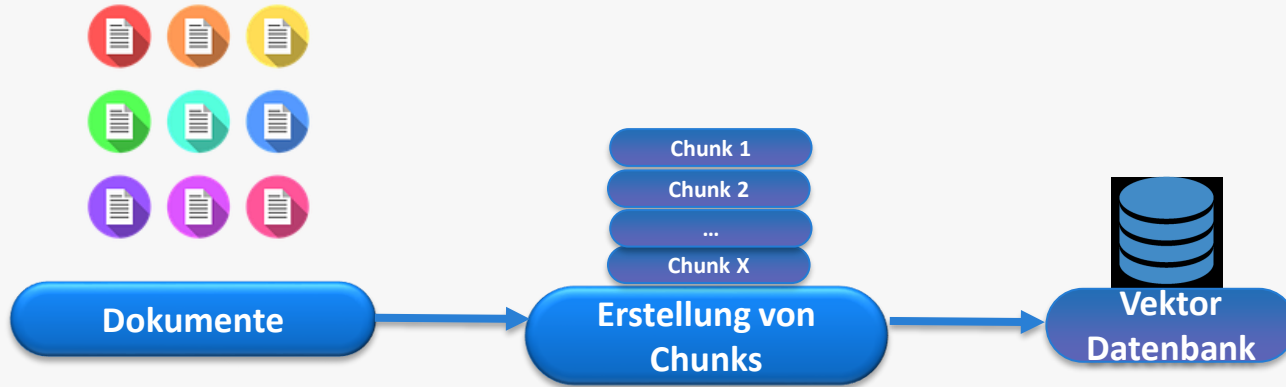 Chunk 1
Chunk 2
...
Chunk X
Dokumente
Erstellung von
Chunks
Vektor
Datenbank